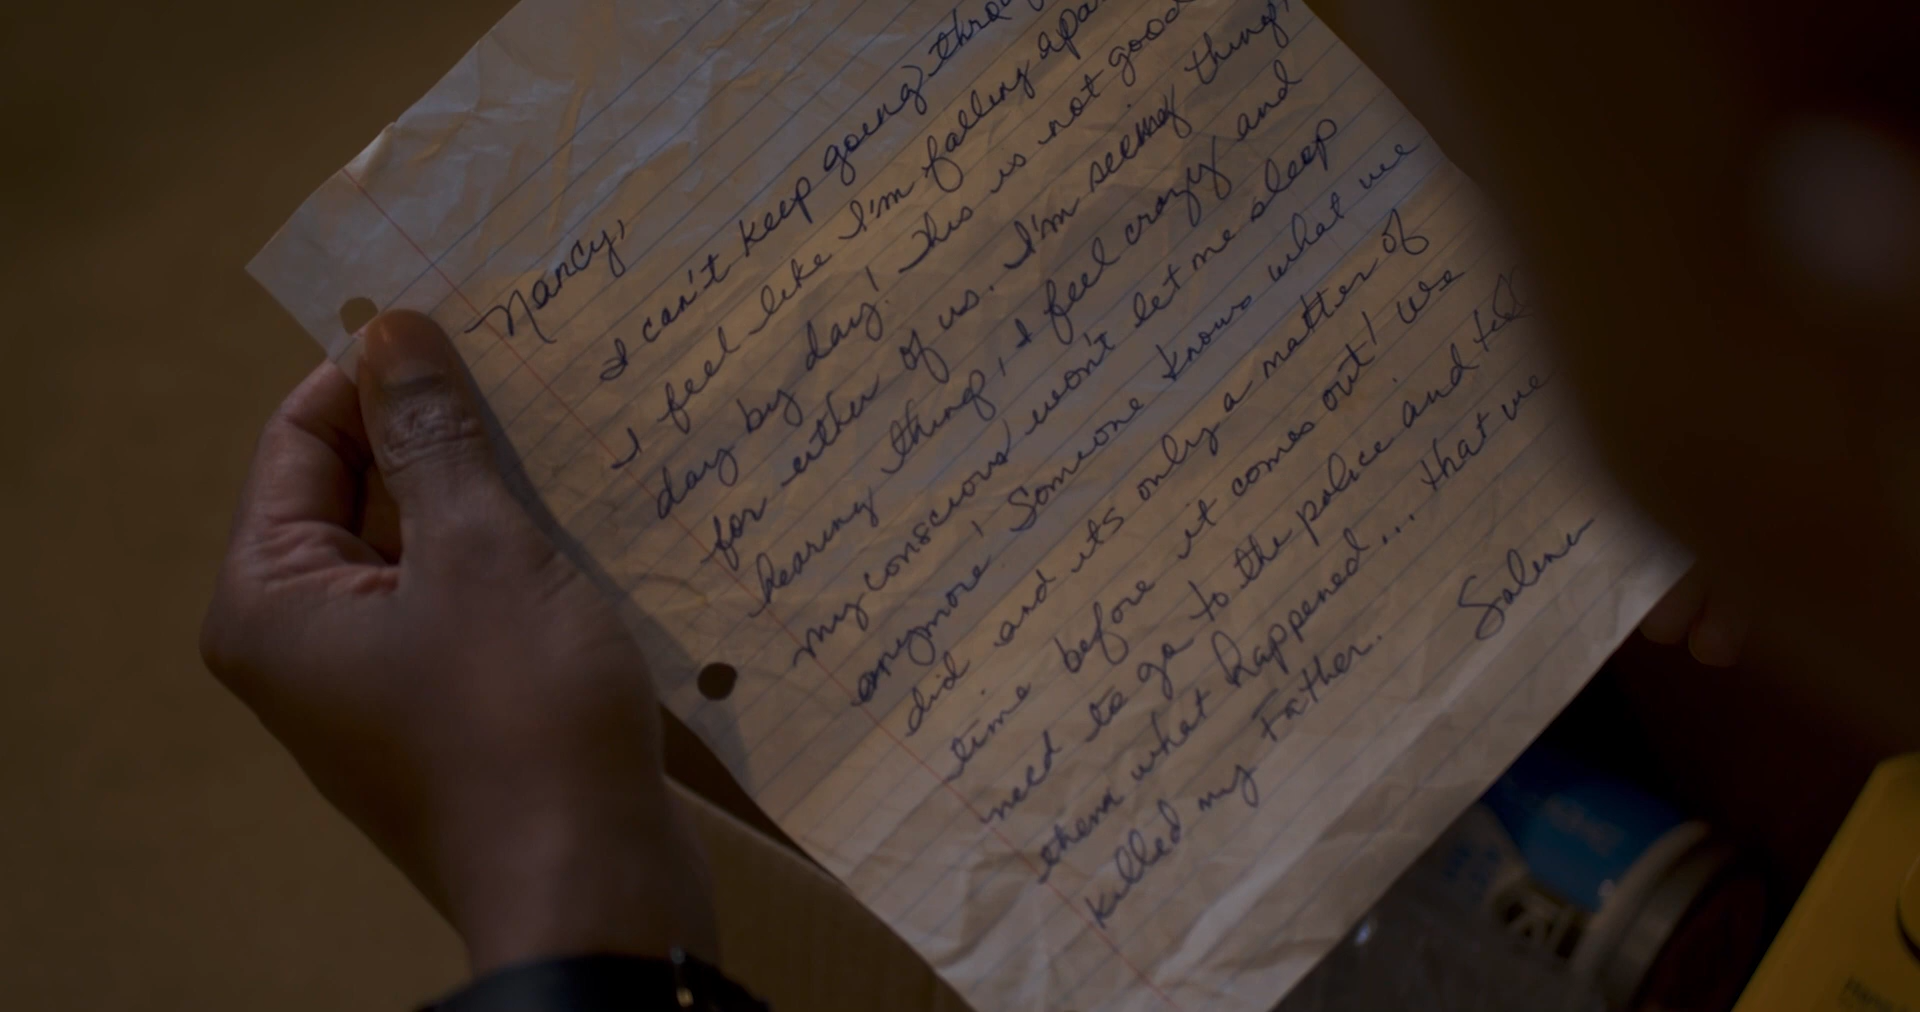 Nancy,
I can't keep going
I feel like I'm falling
day by day! This is not good
for either of us. I'm seeing things,
hearing things, I feel crazy and
my conscious won't let me sleep
anymore! Someone knows what we
did and its only a matter of
time before it comes out! We
need to go to the police and tell
them what happened... that we
killed my Father.
Salena